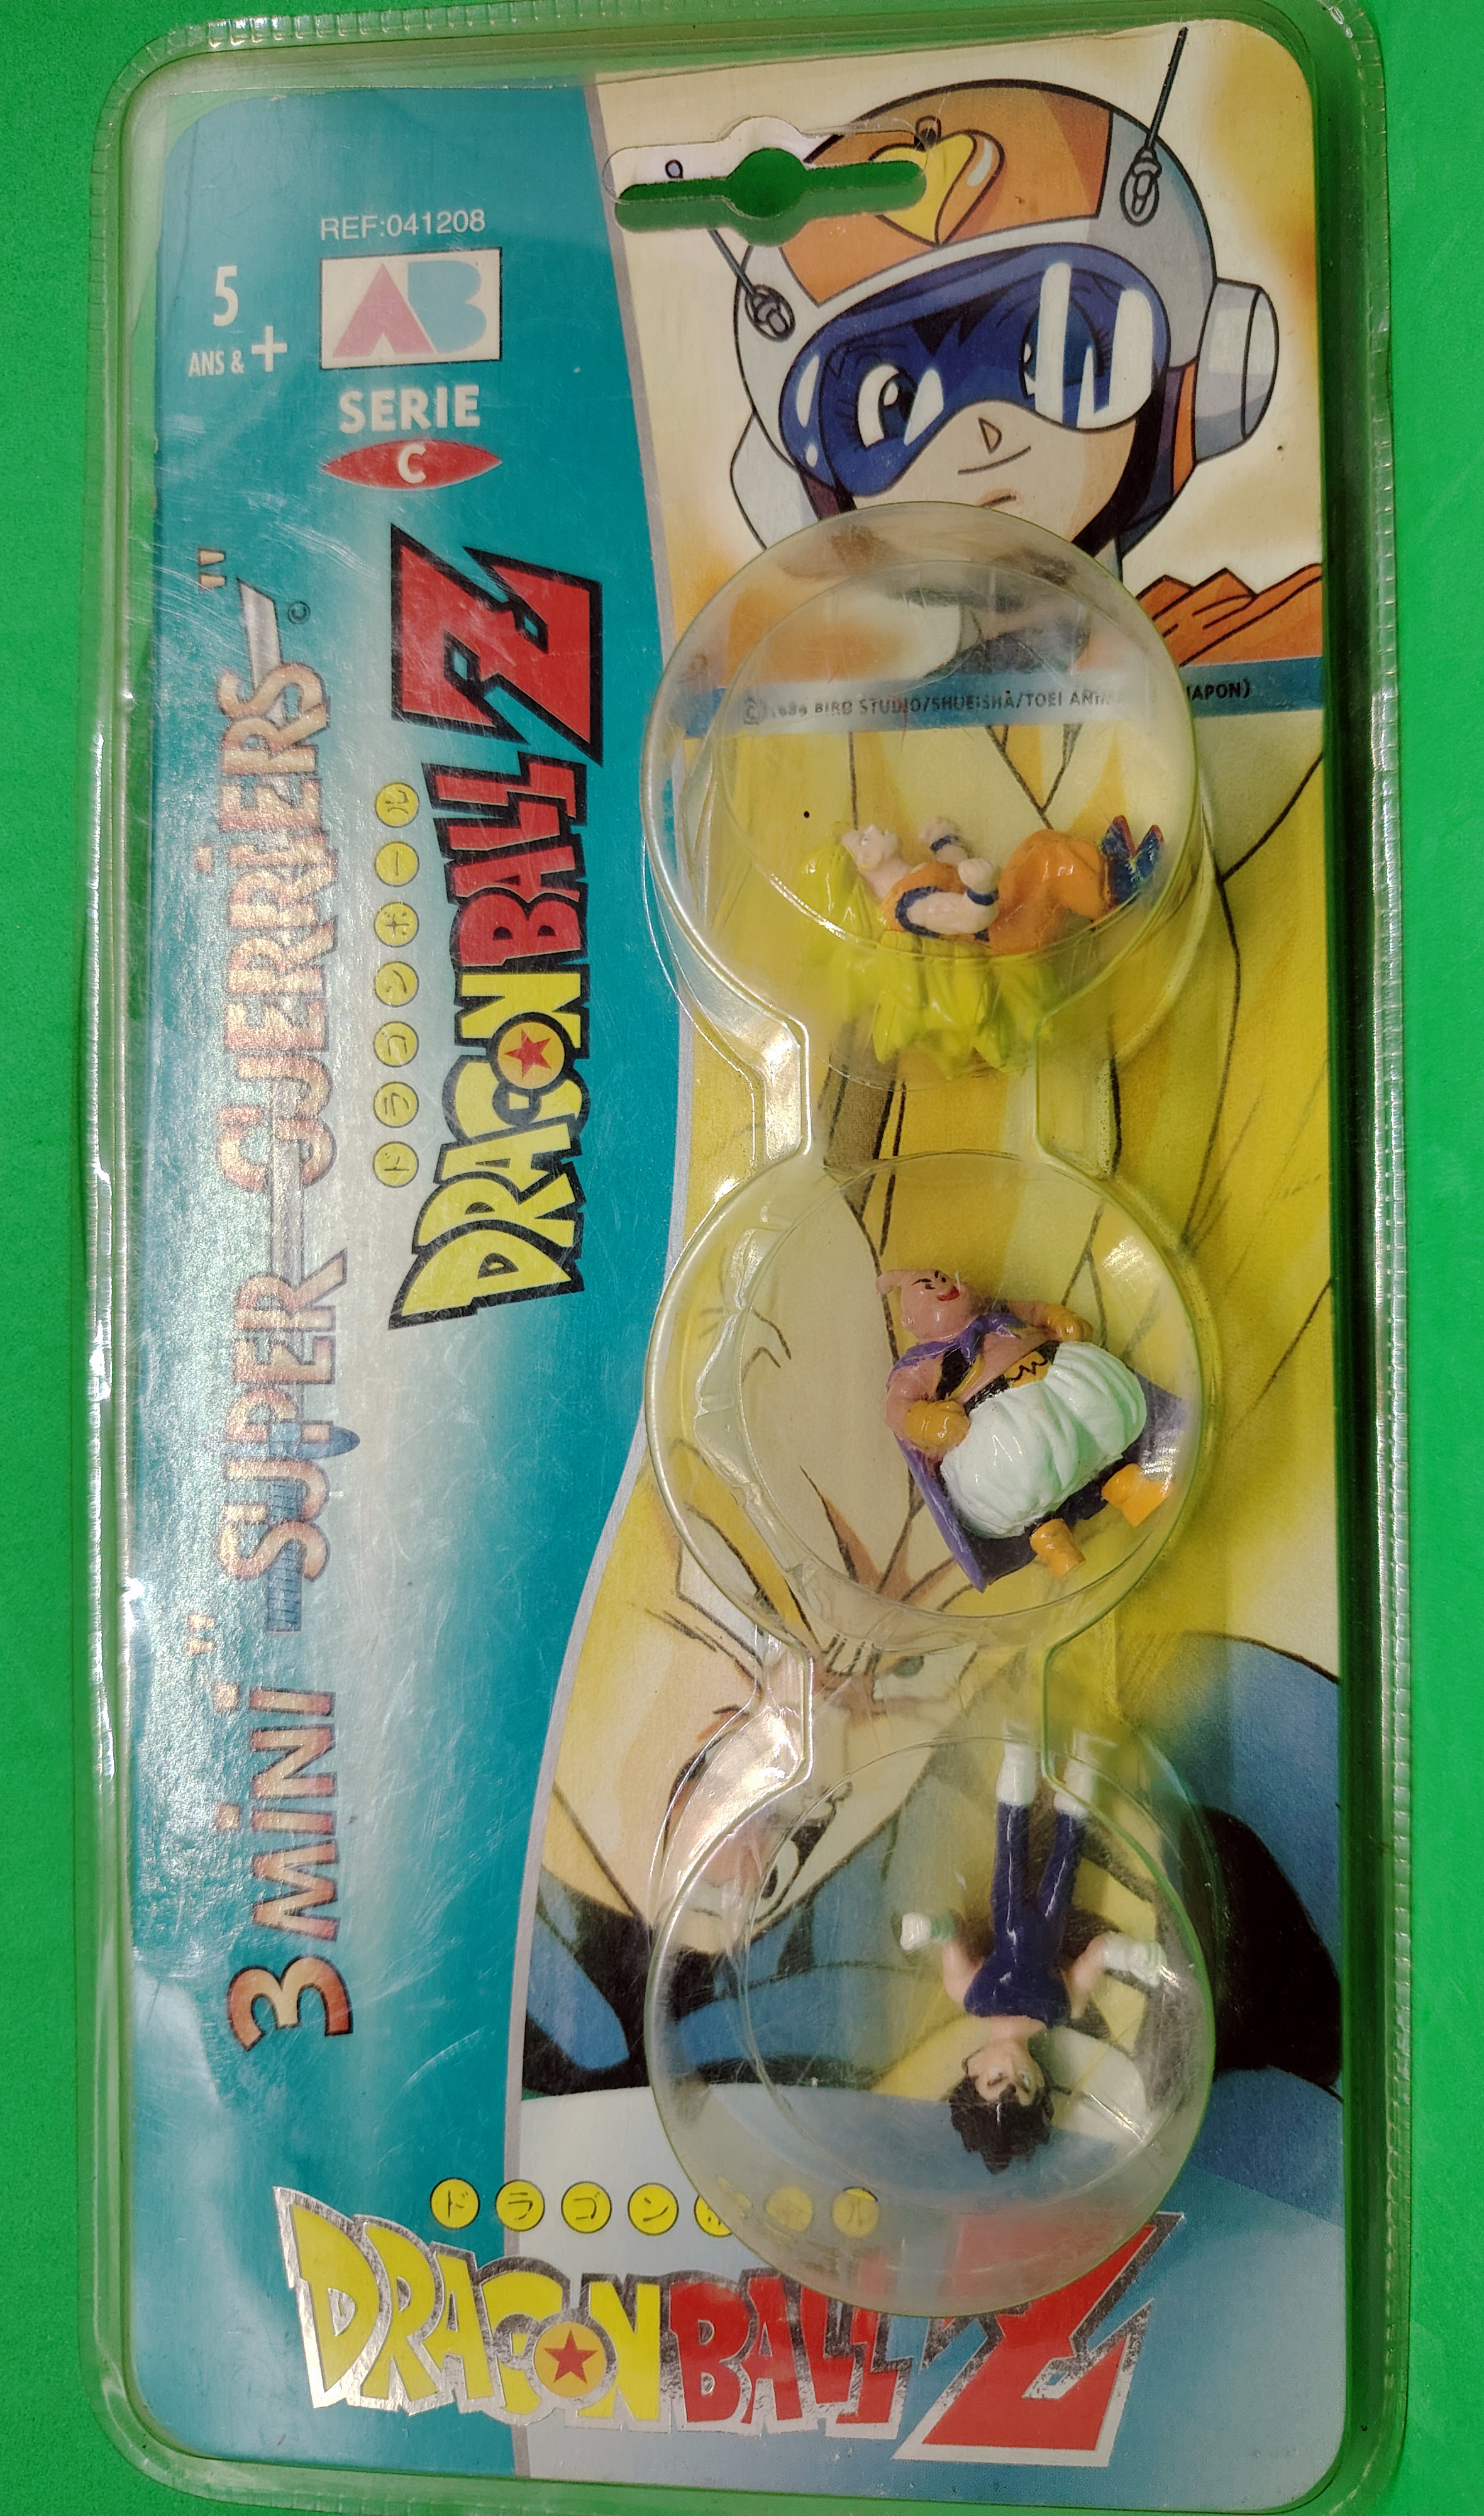 REF:041208
5
ANS & +
AB
SERIE
C
3 MINI "SUPER GUERRIERS" ©
ドラゴンボール
DRAGON BALL Z
BIRD STUDIO/SHUEISHA/TOEI JAPON)
ドラゴン ル
DRAGON BALL Z